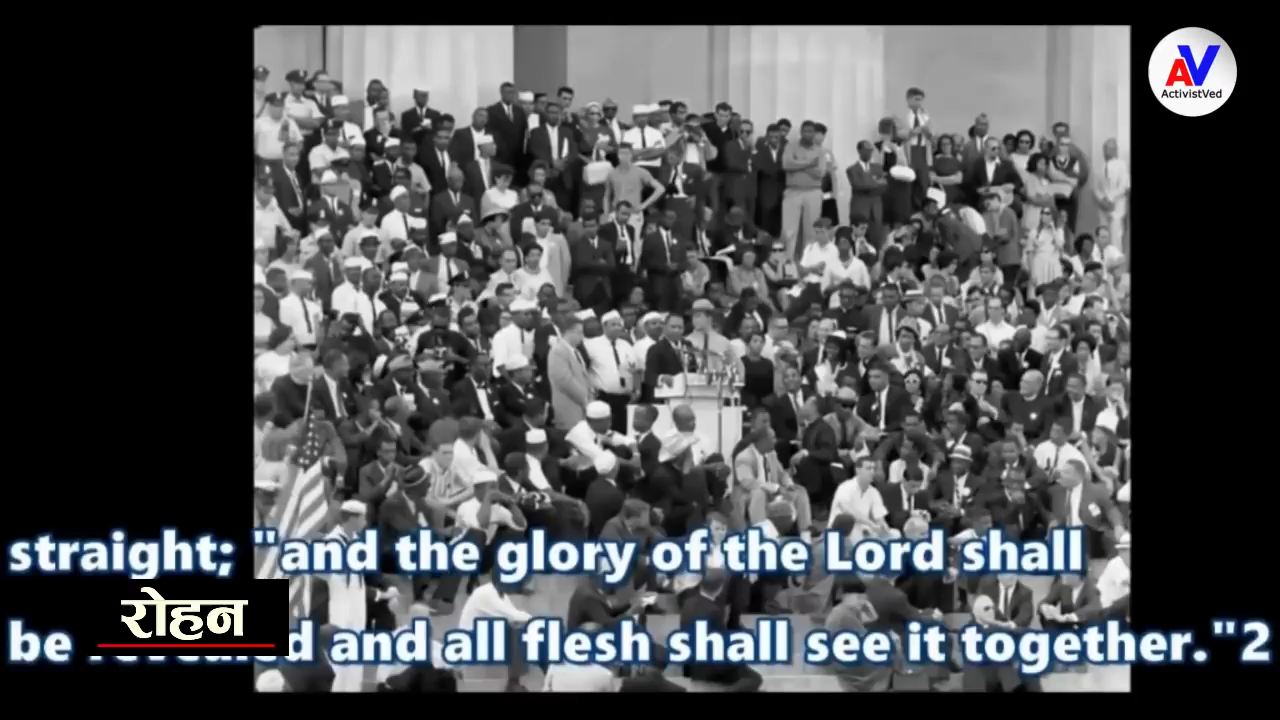 AV
ActivistVed
straight; "and the glory of the Lord shall
रोहन
be revealed and all flesh shall see it together."2